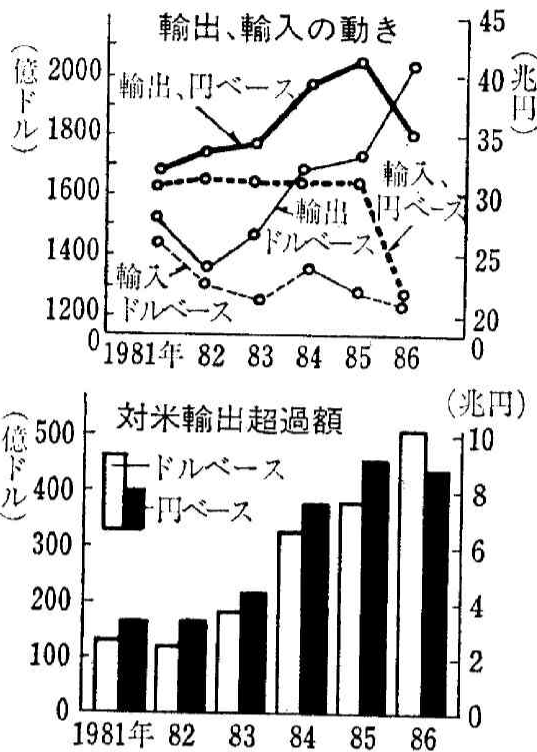 輸出、輸入の動き
(億ドル)
(兆円)
2000
1800
1600
1400
1200
0
45
40
35
30
25
20
0
輸出、円ベース
輸入、
円ベース
輸出
ドルベース
輸入
ドルベース
1981年 82 83 84 85 86
対米輸出超過額
(億ドル)
(兆円)
ドルベース
円ベース
500
400
300
200
100
0
10
8
6
4
2
0
1981年 82 83 84 85 86